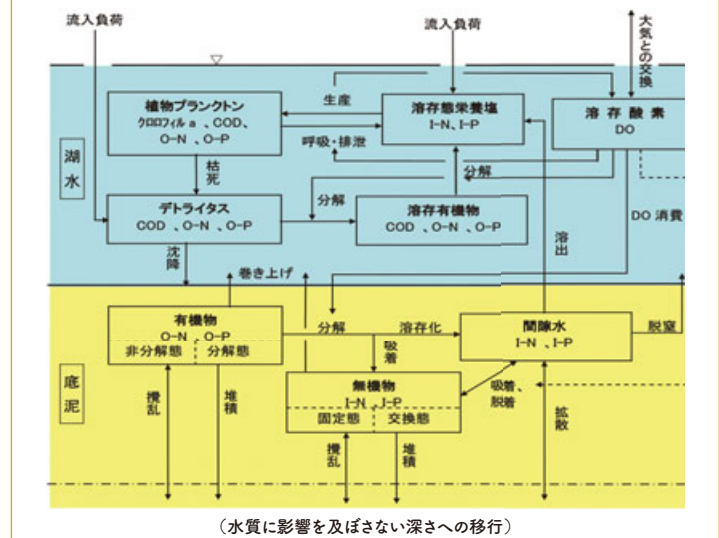 流入負荷
流入負荷
大気との交換
湖水
植物プランクトン
クロロフィルa 、COD、
O-N 、O-P
生産
呼吸・排泄
溶存態栄養塩
I-N、I-P
溶存酸素
DO
枯死
分解
分解
デトライタス
COD 、O-N 、O-P
溶存有機物
COD 、O-N 、O-P
DO 消費
沈降
巻き上げ
溶出
底泥
有機物
O-N 、O-P
非分解態
分解態
分解
溶存化
吸着
間隙水
I-N 、I-P
脱窒
無機物
I-N 、I-P
固定態
交換態
吸着、
脱着
攪乱
堆積
攪乱
堆積
拡散
(水質に影響を及ぼさない深さへの移行)